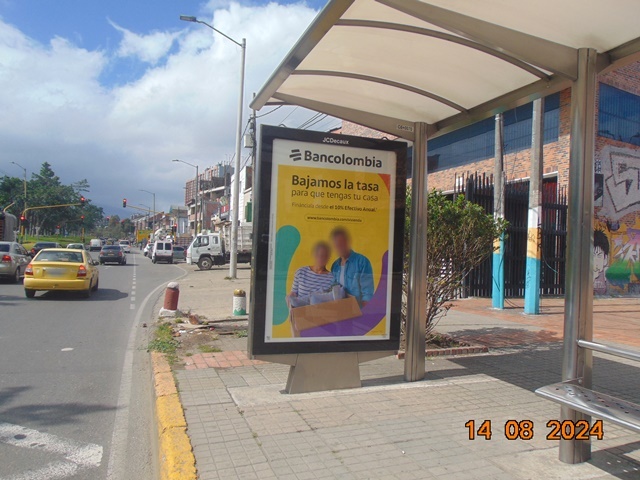 JCDecaux
Bancolombia
Bajamos la tasa
para que tengas tu casa
14 08 2024